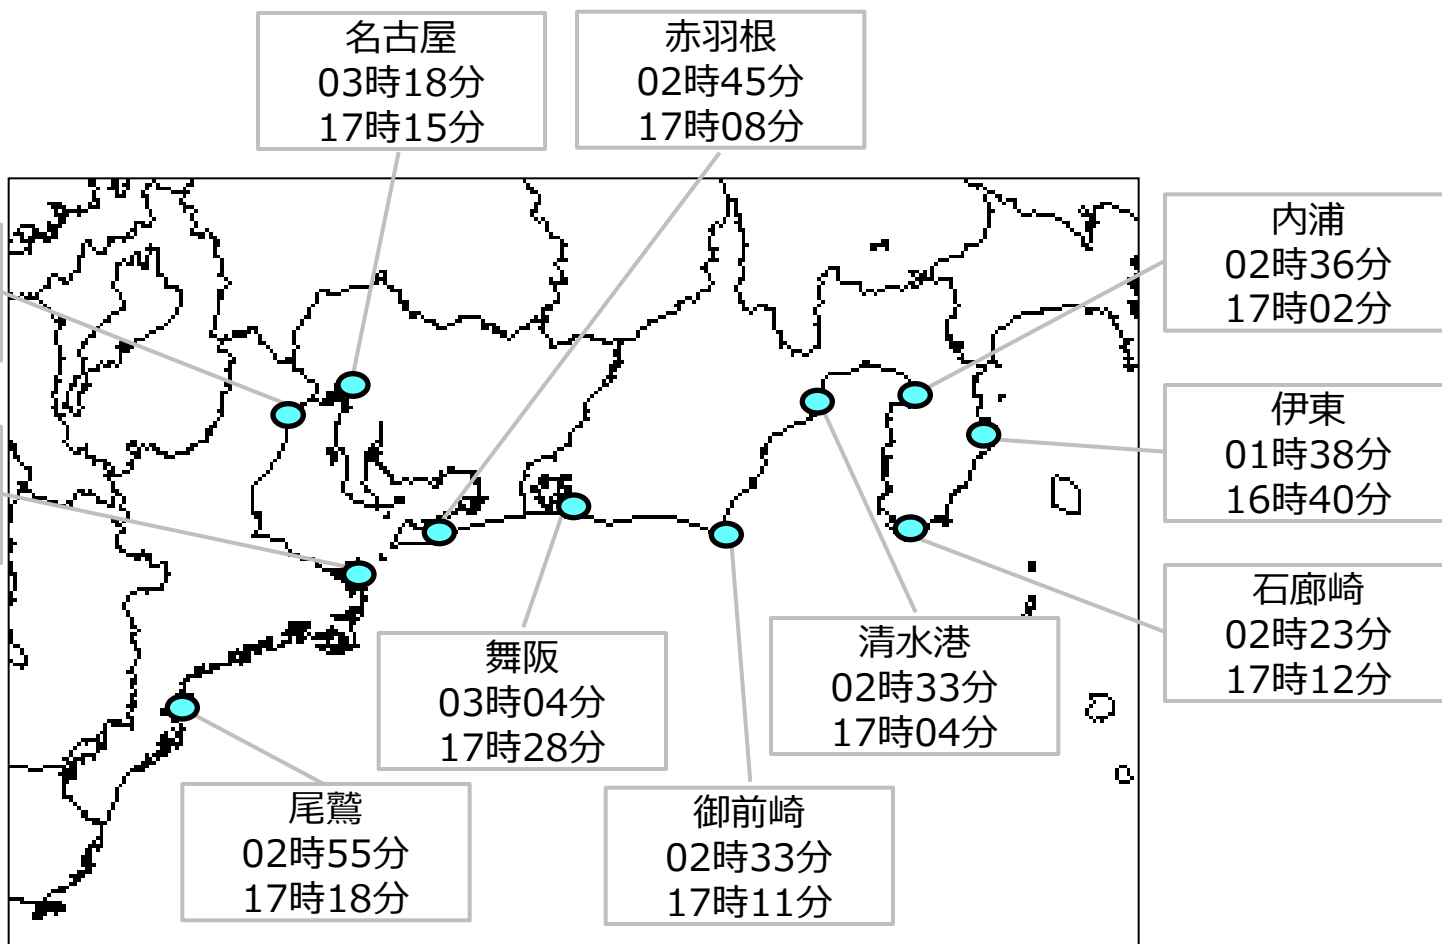 名古屋
03時18分
17時15分
赤羽根
02時45分
17時08分
内浦
02時36分
17時02分
伊東
01時38分
16時40分
石廊崎
02時23分
17時12分
清水港
02時33分
17時04分
舞阪
03時04分
17時28分
御前崎
02時33分
17時11分
尾鷲
02時55分
17時18分